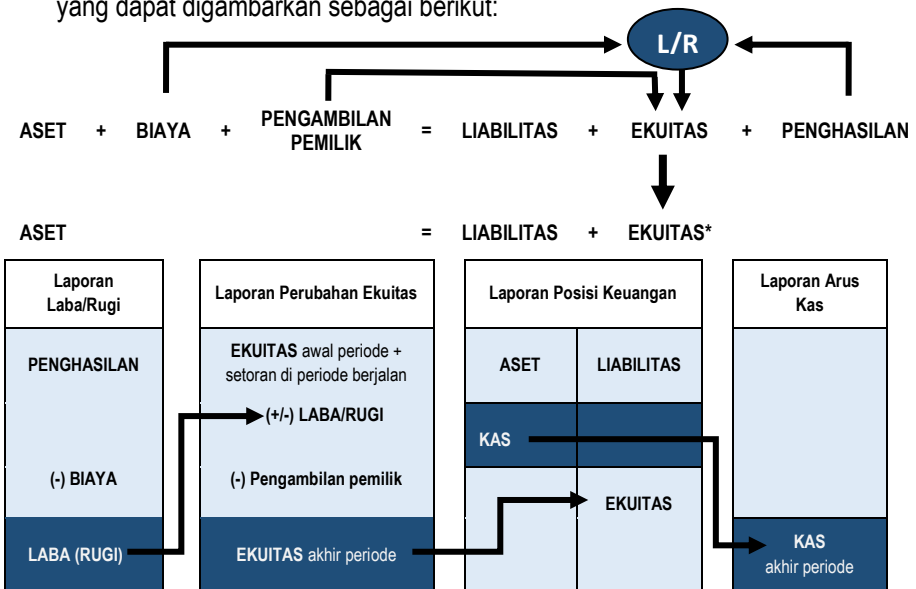 yang dapat digambarkan sebagai berikut:
L/R
ASET + BIAYA + PENGAMBILAN PEMILIK = LIABILITAS + EKUITAS + PENGHASILAN
ASET = LIABILITAS + EKUITAS*
Laporan
Laba/Rugi
PENGHASILAN
(-) BIAYA
LABA (RUGI)
Laporan Perubahan Ekuitas
EKUITAS awal periode +
setoran di periode berjalan
(+/-) LABA/RUGI
(-) Pengambilan pemilik
EKUITAS akhir periode
Laporan Posisi Keuangan
ASET LIABILITAS
KAS
EKUITAS
Laporan Arus
Kas
KAS
akhir periode